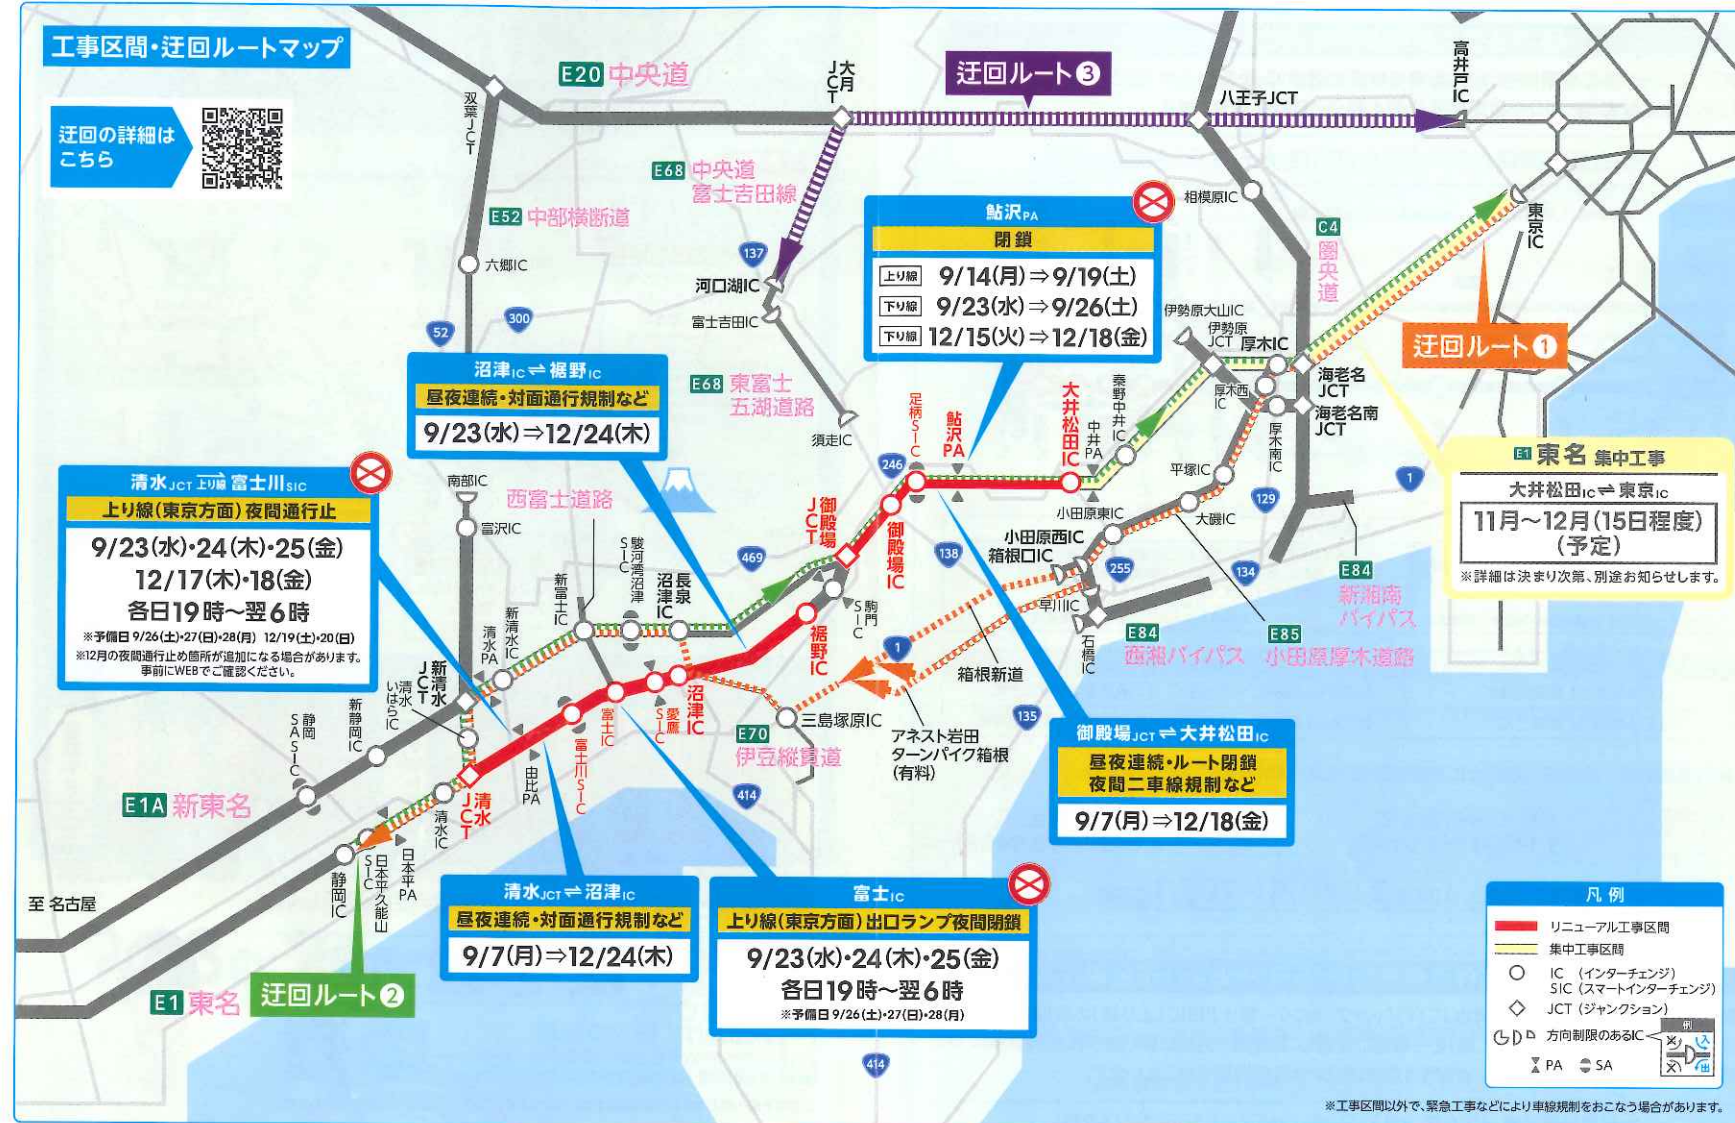 工事区間・迂回ルートマップ
迂回の詳細は
こちら
E20 中央道
双葉JCT
大月JCT
迂回ルート③
八王子JCT
高井戸IC
E68 中央道
富士吉田線
E52 中部横断道
六郷IC
137
河口湖IC
富士吉田IC
52
300
相模原IC
C4 圏央道
東京IC
鮎沢PA
閉鎖
上り線 9/14(月)⇒9/19(土)
下り線 9/23(水)⇒9/26(土)
下り線 12/15(火)⇒12/18(金)
伊勢原大山IC
伊勢原JCT
厚木IC
迂回ルート①
海老名JCT
海老名南JCT
厚木西IC
厚木南IC
沼津IC⇌裾野IC
昼夜連続・対面通行規制など
9/23(水)⇒12/24(木)
E68 東富士
五湖道路
須走IC
足柄SIC
鮎沢PA
大井松田IC
中井PA
秦野中井IC
246
平塚IC
129
1
E1 東名 集中工事
大井松田IC⇌東京IC
11月～12月(15日程度)
(予定)
※詳細は決まり次第、別途お知らせします。
清水JCT 上り線 富士川SIC
上り線(東京方面)夜間通行止
9/23(水)・24(木)・25(金)
12/17(木)・18(金)
各日19時～翌6時
※予備日 9/26(土)・27(日)・28(月) 12/19(土)・20(日)
※12月の夜間通行止め箇所が追加になる場合があります。
事前にWEBでご確認ください。
南部IC
富沢IC
西富士道路
新富士IC
駿河湾沼津SIC
長泉沼津IC
469
御殿場JCT
御殿場IC
138
小田原東IC
大磯IC
小田原西IC
箱根口IC
255
134
E84
新湘南
バイパス
早川IC
石橋IC
E84
西湘バイパス
E85
小田原厚木道路
駒門SIC
裾野IC
1
箱根新道
清水PA
新清水IC
新清水JCT
清水いはらIC
新静岡IC
静岡SASIC
沼津IC
愛鷹SIC
富士IC
富士川SIC
由比PA
清水JCT
清水IC
三島塚原IC
E70
伊豆縦貫道
アネスト岩田
ターンパイク箱根
(有料)
135
414
E1A 新東名
日本平PA
日本平久能山SIC
静岡IC
至 名古屋
E1 東名
迂回ルート②
御殿場JCT⇌大井松田IC
昼夜連続・ルート閉鎖
夜間二車線規制など
9/7(月)⇒12/18(金)
清水JCT⇌沼津IC
昼夜連続・対面通行規制など
9/7(月)⇒12/24(木)
富士IC
上り線(東京方面)出口ランプ夜間閉鎖
9/23(水)・24(木)・25(金)
各日19時～翌6時
※予備日 9/26(土)・27(日)・28(月)
414
凡例
リニューアル工事区間
集中工事区間
IC (インターチェンジ)
SIC (スマートインターチェンジ)
JCT (ジャンクション)
方向制限のあるIC
例
入
出
PA
SA
※工事区間以外で、緊急工事などにより車線規制をおこなう場合があります。